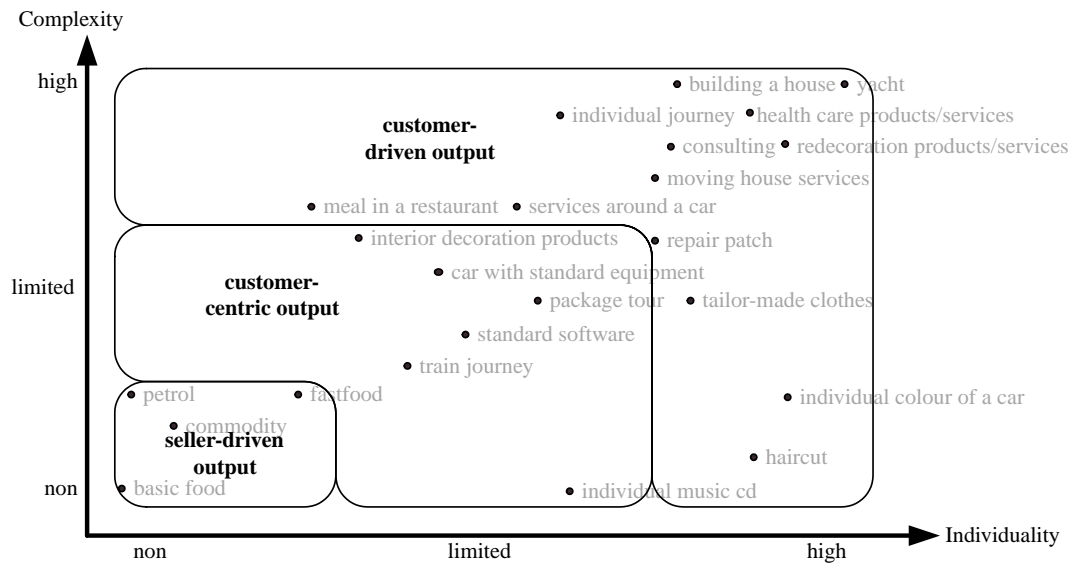 Complexity
high
building a house
yacht
individual journey
health care products/services
customer-
driven output
consulting
redecoration products/services
moving house services
meal in a restaurant
services around a car
interior decoration products
repair patch
car with standard equipment
customer-
centric output
limited
package tour
tailor-made clothes
standard software
train journey
petrol
fastfood
individual colour of a car
commodity
seller-driven
output
haircut
non
basic food
individual music cd
Individuality
non
limited
high